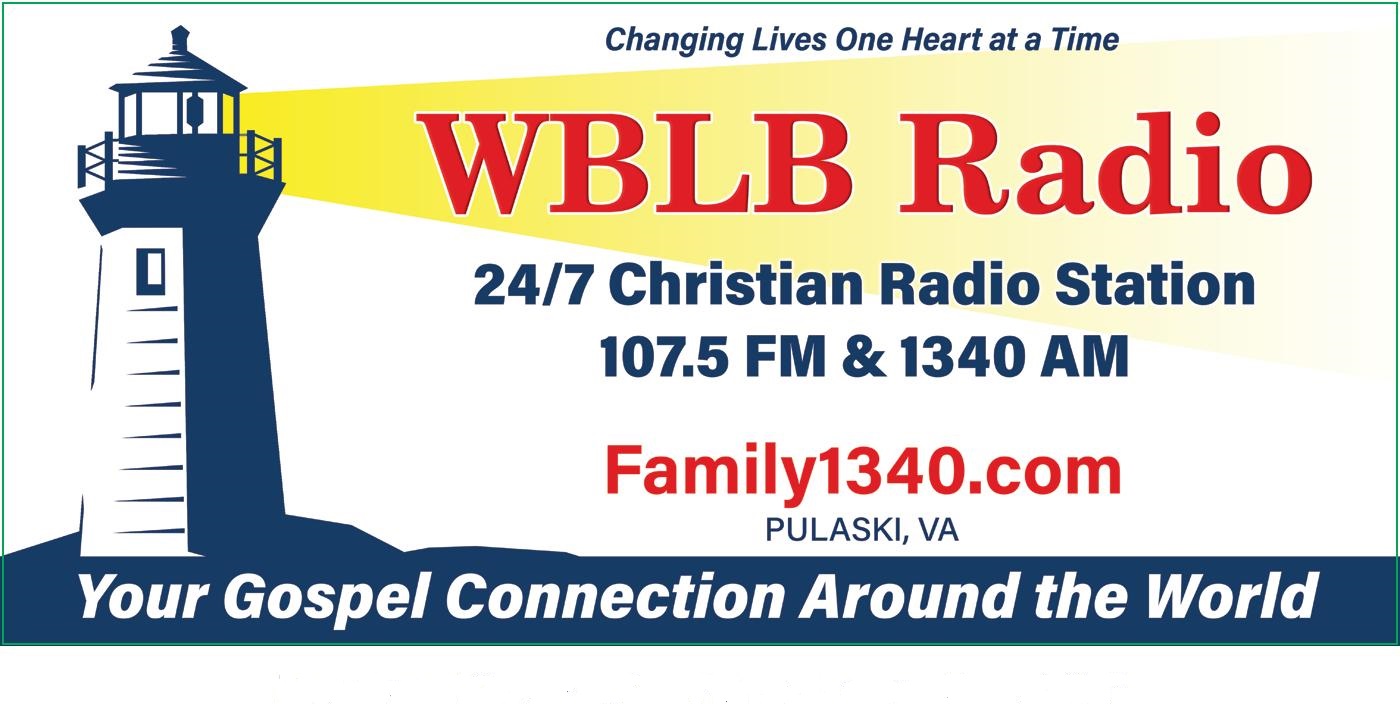 Changing Lives One Heart at a Time
WBLB Radio
24/7 Christian Radio Station
107.5 FM & 1340 AM
Family1340.com
PULASKI, VA
Your Gospel Connection Around the World